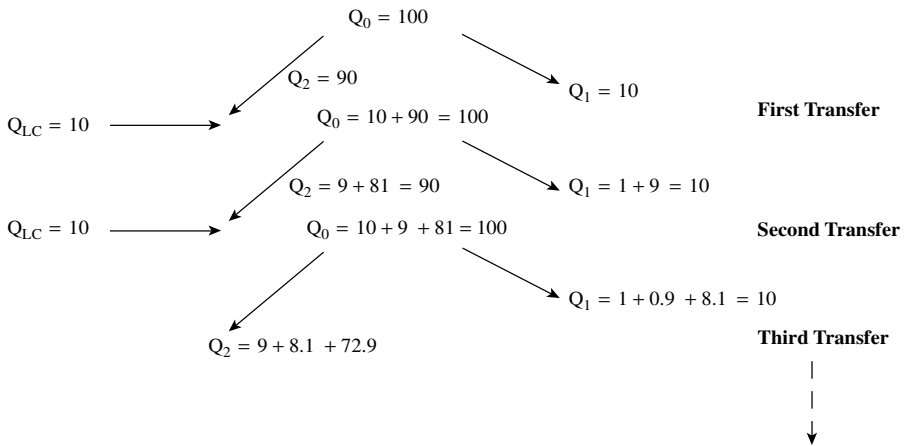 Q₀ = 100
Q₂ = 90
Q₁ = 10
First Transfer
Q_LC = 10
Q₀ = 10 + 90 = 100
Q₂ = 9 + 81 = 90
Q₁ = 1 + 9 = 10
Q_LC = 10
Q₀ = 10 + 9 + 81 = 100
Second Transfer
Q₁ = 1 + 0.9 + 8.1 = 10
Third Transfer
Q₂ = 9 + 8.1 + 72.9